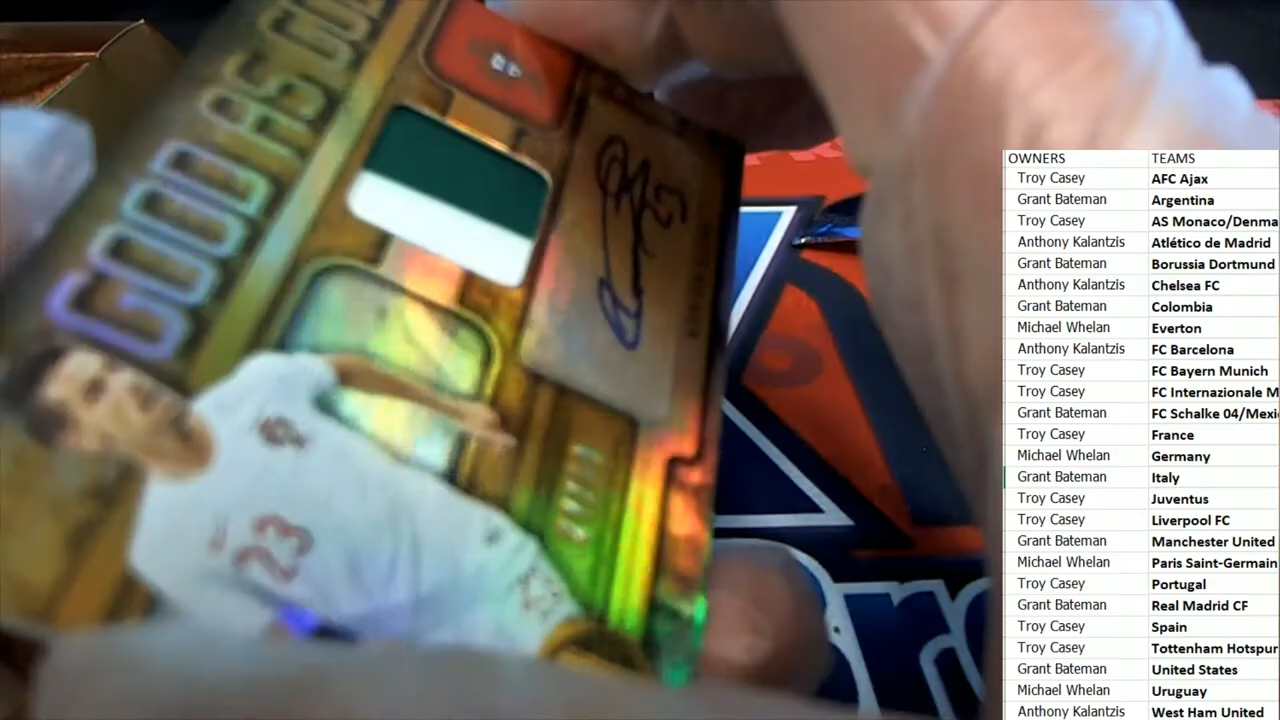 GOOD AS GOL
23
OWNERS TEAMS
Troy Casey AFC Ajax
Grant Bateman Argentina
Troy Casey AS Monaco/Denma
Anthony Kalantzis Atlético de Madrid
Grant Bateman Borussia Dortmund
Anthony Kalantzis Chelsea FC
Grant Bateman Colombia
Michael Whelan Everton
Anthony Kalantzis FC Barcelona
Troy Casey FC Bayern Munich
Troy Casey FC Internazionale M
Grant Bateman FC Schalke 04/Mexi
Troy Casey France
Michael Whelan Germany
Grant Bateman Italy
Troy Casey Juventus
Troy Casey Liverpool FC
Grant Bateman Manchester United
Michael Whelan Paris Saint-Germain
Troy Casey Portugal
Grant Bateman Real Madrid CF
Troy Casey Spain
Troy Casey Tottenham Hotspur
Grant Bateman United States
Michael Whelan Uruguay
Anthony Kalantzis West Ham United